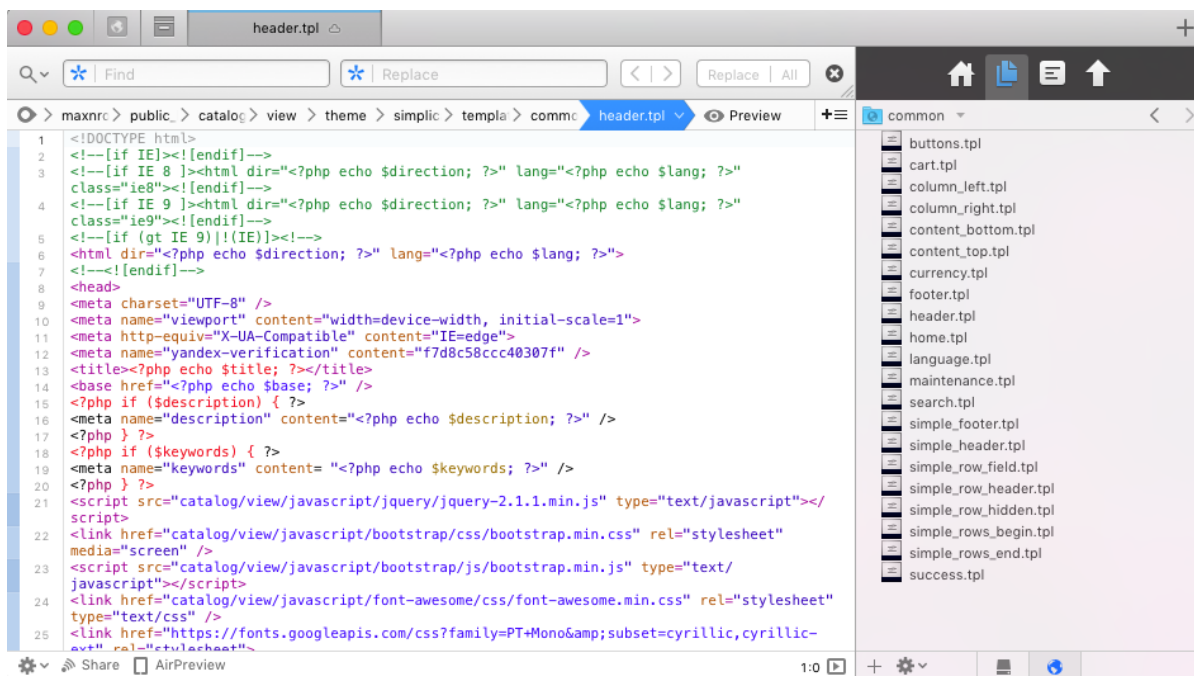 header.tpl
Find
Replace
Replace | All
maxnrc public_ catalog view theme simplic templa commo header.tpl Preview
1 <!DOCTYPE html>
2 <!--[if IE]><![endif]-->
3 <!--[if IE 8 ]><html dir="<?php echo $direction; ?>" lang="<?php echo $lang; ?>"
class="ie8"><![endif]-->
4 <!--[if IE 9 ]><html dir="<?php echo $direction; ?>" lang="<?php echo $lang; ?>"
class="ie9"><![endif]-->
5 <!--[if (gt IE 9)|!(IE)]><!-->
6 <html dir="<?php echo $direction; ?>" lang="<?php echo $lang; ?>">
7 <!--<![endif]-->
8 <head>
9 <meta charset="UTF-8" />
10 <meta name="viewport" content="width=device-width, initial-scale=1">
11 <meta http-equiv="X-UA-Compatible" content="IE=edge">
12 <meta name="yandex-verification" content="f7d8c58ccc40307f" />
13 <title><?php echo $title; ?></title>
14 <base href="<?php echo $base; ?>" />
15 <?php if ($description) { ?>
16 <meta name="description" content="<?php echo $description; ?>" />
17 <?php } ?>
18 <?php if ($keywords) { ?>
19 <meta name="keywords" content= "<?php echo $keywords; ?>" />
20 <?php } ?>
21 <script src="catalog/view/javascript/jquery/jquery-2.1.1.min.js" type="text/javascript"></
script>
22 <link href="catalog/view/javascript/bootstrap/css/bootstrap.min.css" rel="stylesheet"
media="screen" />
23 <script src="catalog/view/javascript/bootstrap/js/bootstrap.min.js" type="text/
javascript"></script>
24 <link href="catalog/view/javascript/font-awesome/css/font-awesome.min.css" rel="stylesheet"
type="text/css" />
25 <link href="https://fonts.googleapis.com/css?family=PT+Mono&amp;subset=cyrillic,cyrillic-
ext" rel="stylesheet">
Share AirPreview
1:0
common
buttons.tpl
cart.tpl
column_left.tpl
column_right.tpl
content_bottom.tpl
content_top.tpl
currency.tpl
footer.tpl
header.tpl
home.tpl
language.tpl
maintenance.tpl
search.tpl
simple_footer.tpl
simple_header.tpl
simple_row_field.tpl
simple_row_header.tpl
simple_row_hidden.tpl
simple_rows_begin.tpl
simple_rows_end.tpl
success.tpl